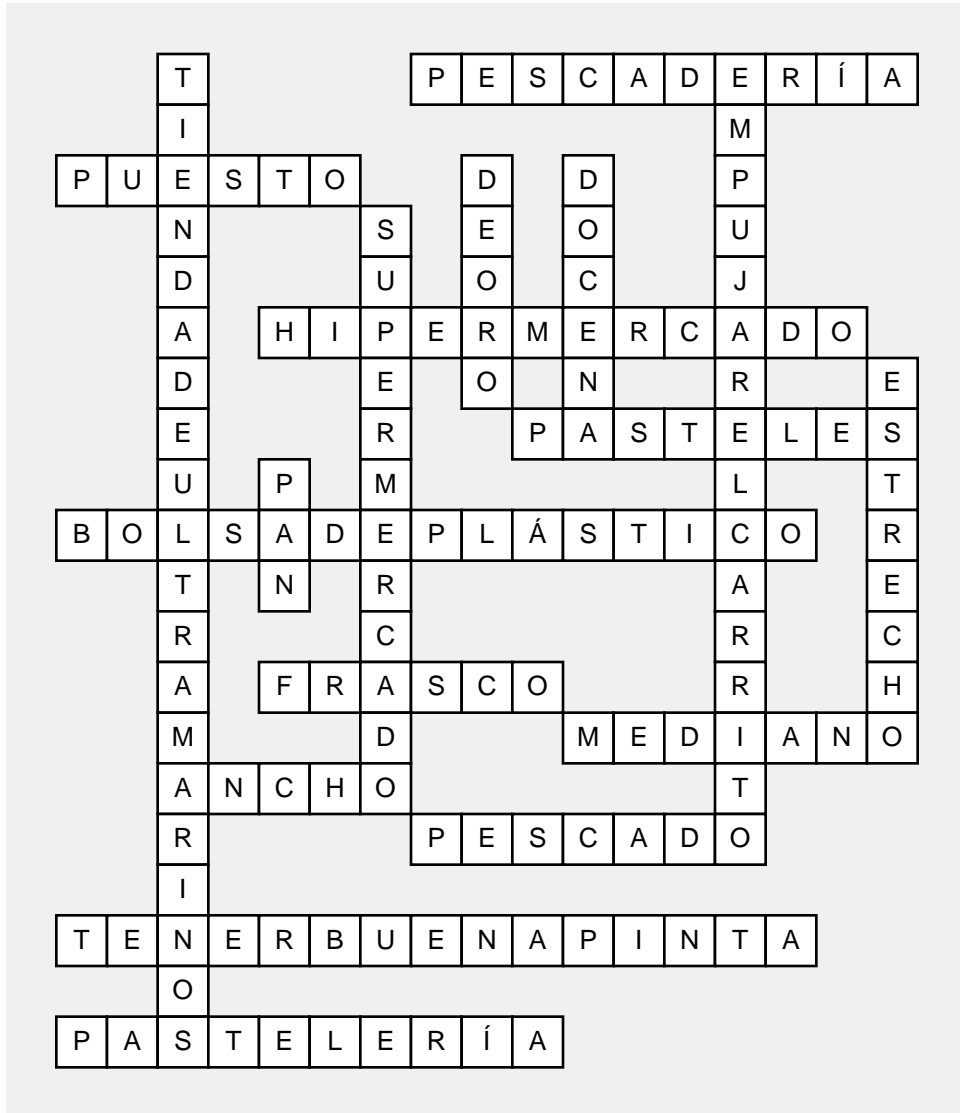 TIENDADEULTRAMARINOS
PESCADERÍA
EMPUJARELCARRITO
PUESTO
DEORO
DOCENA
SUPERMERCADO
HIPERMERCADO
ESTRECHO
PASTELES
PAN
BOLSADEPLÁSTICO
FRASCO
MEDIANO
ANCHO
PESCADO
TENERBUENAPINTA
PASTELERÍA